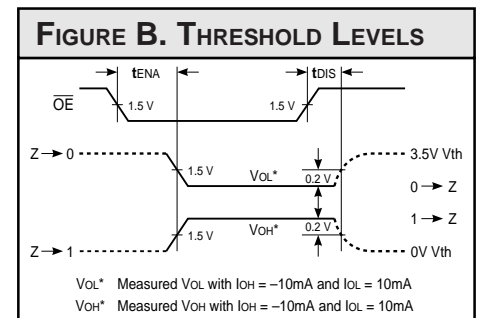 FIGURE B. THRESHOLD LEVELS
tENA tDIS
OE 1.5 V 1.5 V
Z → 0 3.5V Vth
1.5 V VOL* 0.2 V
0 → Z
1 → Z
1.5 V VOH* 0.2 V
Z → 1 0V Vth
VOL* Measured VOL with IOH = –10mA and IOL = 10mA
VOH* Measured VOH with IOH = –10mA and IOL = 10mA